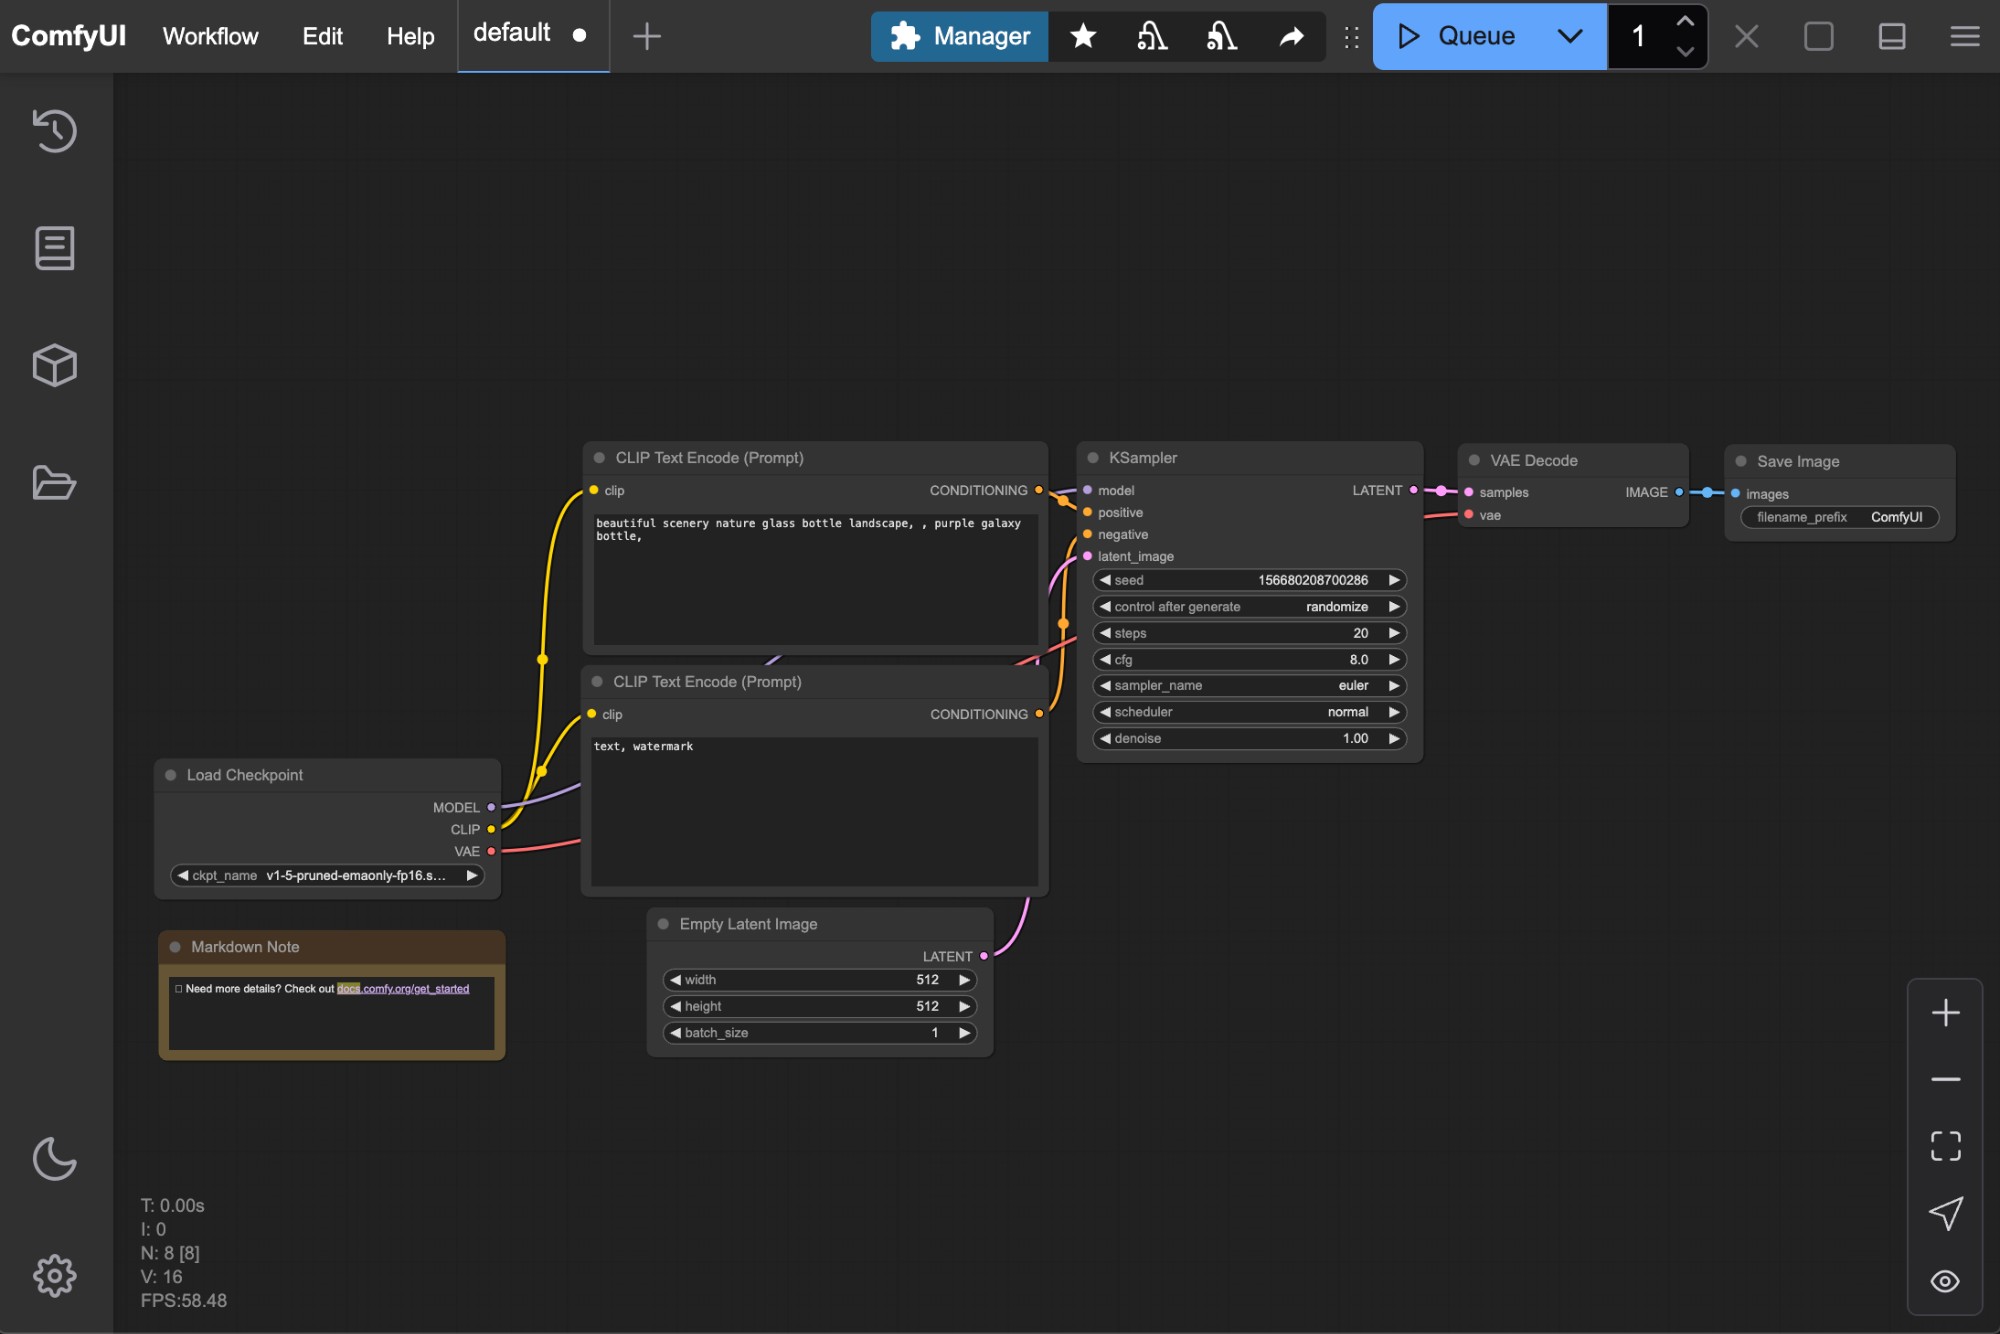 ComfyUI Workflow Edit Help default Manager Queue 1
CLIP Text Encode (Prompt)
clip CONDITIONING
beautiful scenery nature glass bottle landscape, , purple galaxy
bottle,
CLIP Text Encode (Prompt)
clip CONDITIONING
text, watermark
KSampler
model LATENT
positive
negative
latent_image
seed 156680208700286
control after generate randomize
steps 20
cfg 8.0
sampler_name euler
scheduler normal
denoise 1.00
VAE Decode
samples IMAGE
vae
Save Image
images
filename_prefix ComfyUI
Load Checkpoint
MODEL
CLIP
VAE
ckpt_name v1-5-pruned-emaonly-fp16.s...
Markdown Note
Need more details? Check out docs.comfy.org/get_started
Empty Latent Image
LATENT
width 512
height 512
batch_size 1
T: 0.00s
I: 0
N: 8 [8]
V: 16
FPS:58.48